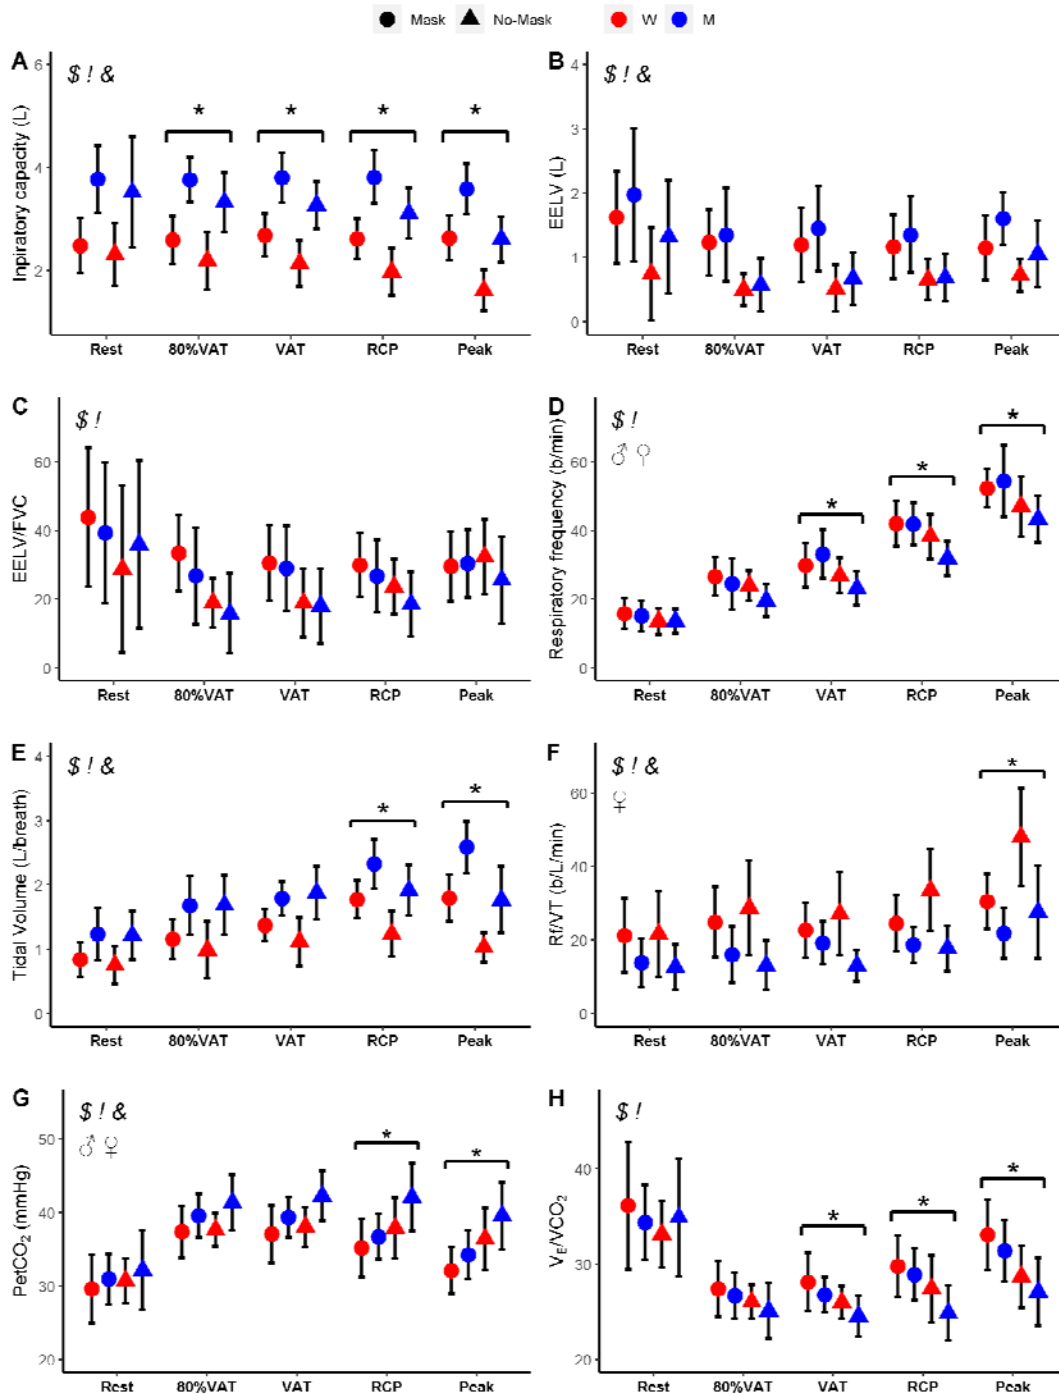 Mask No-Mask W M
A
$ ! &
* * * *
Inpiratory capacity (L)
6
4
2
Rest 80%VAT VAT RCP Peak
B
$ ! &
EELV (L)
4
3
2
1
0
Rest 80%VAT VAT RCP Peak
C
$ !
EELV/FVC
60
40
20
0
Rest 80%VAT VAT RCP Peak
D
$ !
♂ ♀
* * *
Respiratory frequency (b/min)
60
40
20
0
Rest 80%VAT VAT RCP Peak
E
$ ! &
* *
Tidal Volume (L/breath)
4
3
2
1
0
Rest 80%VAT VAT RCP Peak
F
$ ! &
♀
*
Rf/VT (b/L/min)
60
40
20
0
Rest 80%VAT VAT RCP Peak
G
$ ! &
♂ ♀
* *
PetCO₂ (mmHg)
50
40
30
20
Rest 80%VAT VAT RCP Peak
H
$ !
* * *
VE/VCO₂
40
30
20
Rest 80%VAT VAT RCP Peak